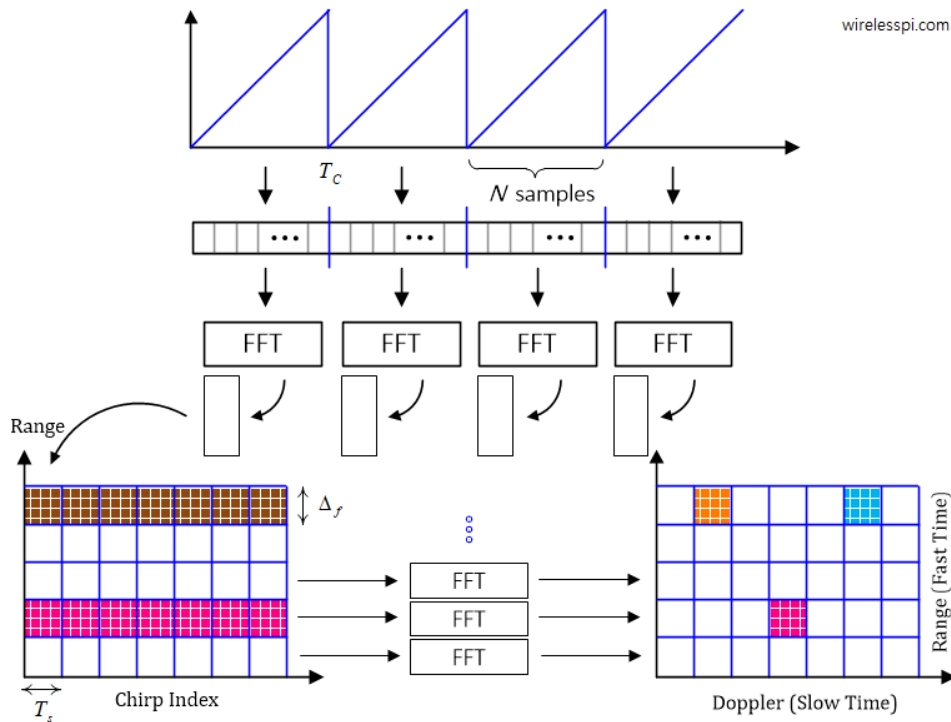 wirelesspi.com
T_C
N samples
••• ••• ••• •••
FFT FFT FFT FFT
Range
Δ_f
FFT
FFT
FFT
Range (Fast Time)
T_s
Chirp Index
Doppler (Slow Time)